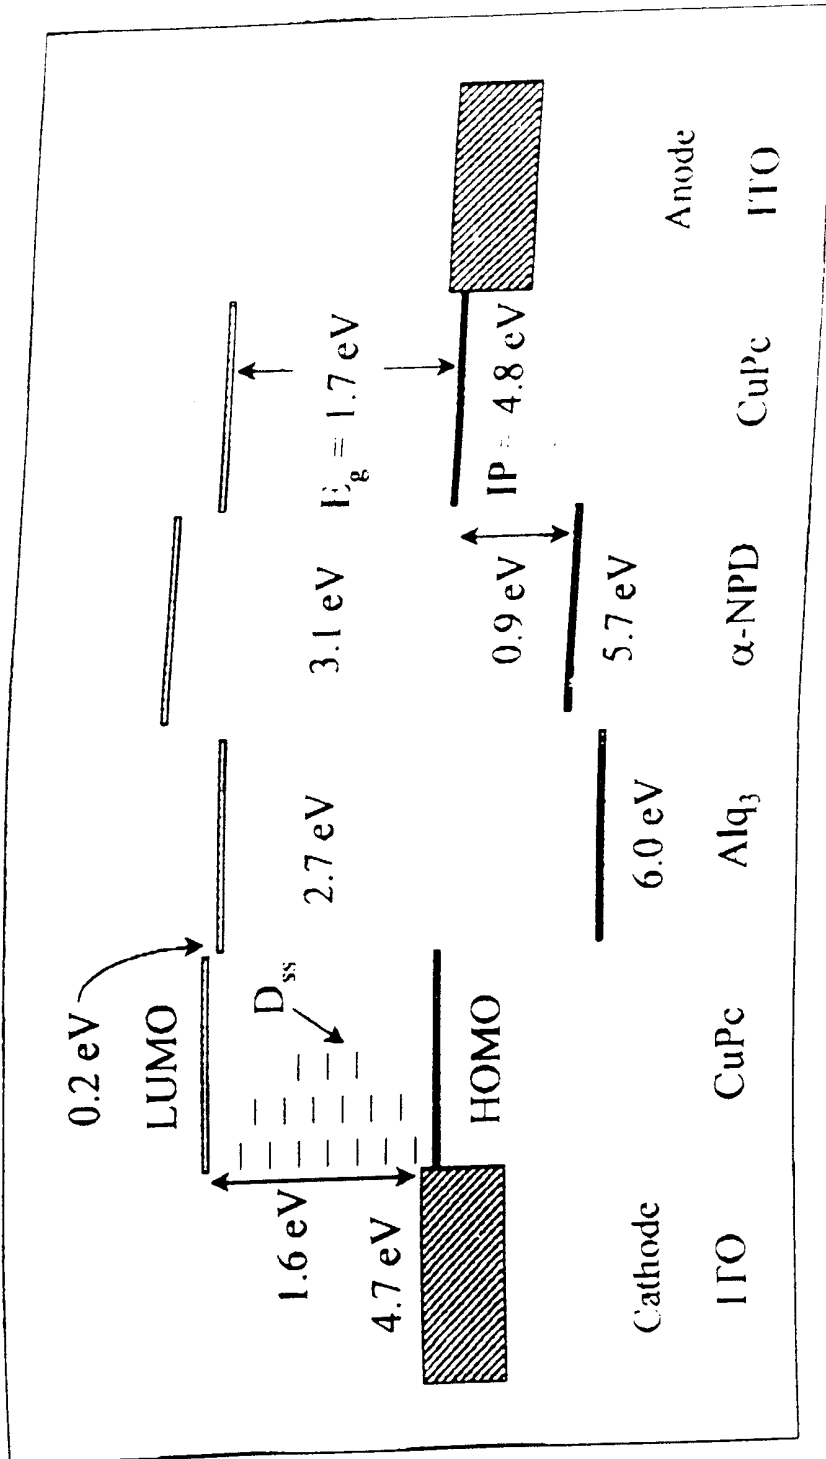 0.2 eV
LUMO
D_ss
1.6 eV
2.7 eV 3.1 eV E_g = 1.7 eV
4.7 eV
HOMO 0.9 eV IP = 4.8 eV
5.7 eV
6.0 eV
Cathode Anode
ITO CuPc Alq₃ α-NPD CuPc ITO